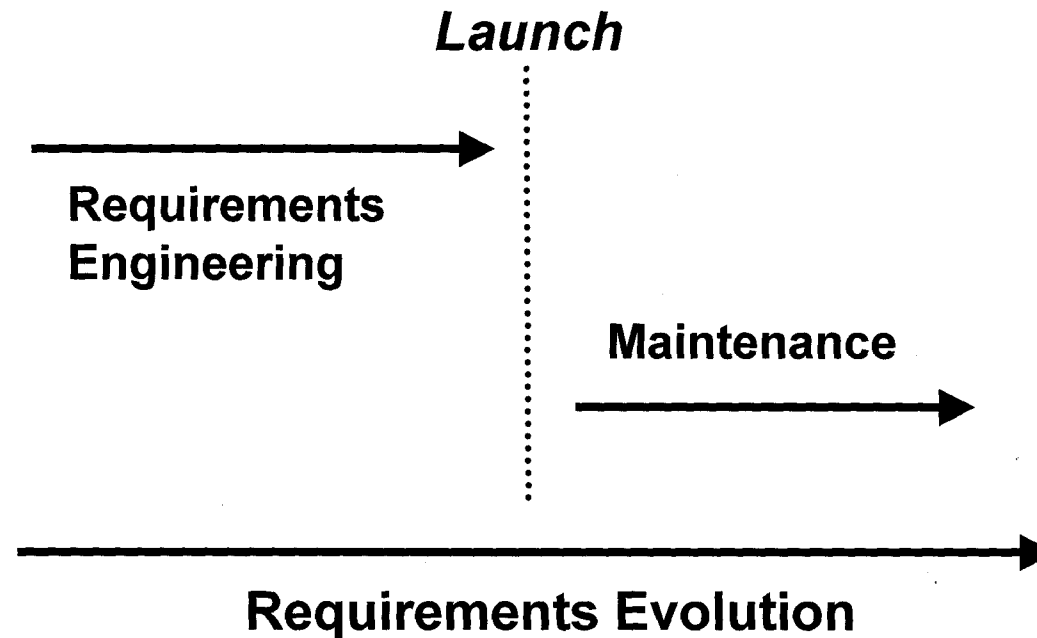 Launch
Requirements
Engineering
Maintenance
Requirements Evolution